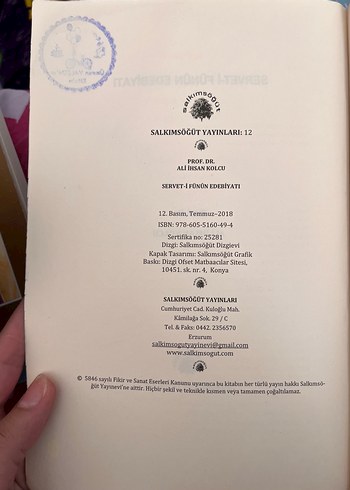 salkımsöğüt
SALKIMSÖĞÜT YAYINLARI: 12
PROF. DR.
ALİ İHSAN KOLCU
SERVET-İ FÜNÛN EDEBİYATI
12. Basım, Temmuz–2018
ISBN: 978-605-5160-49-4
Sertifika no: 25281
Dizgi: Salkımsöğüt Dizgievi
Kapak Tasarımı: Salkımsöğüt Grafik
Baskı: Dizgi Ofset Matbaacılar Sitesi,
10451. sk. nr. 4, Konya
SALKIMSÖĞÜT YAYINLARI
Cumhuriyet Cad. Kuloğlu Mah.
Kâmilağa Sok. 29 / C
Tel. & Faks: 0442. 2356570
Erzurum
salkimsogutyayinevi@gmail.com
www.salkimsogut.com
© 5846 sayılı Fikir ve Sanat Eserleri Kanunu uyarınca bu kitabın her türlü yayın hakkı Salkımsö-
ğüt Yayınevi'ne aittir. Hiçbir şekil ve teknikle kısmen veya tamamen çoğaltılamaz.